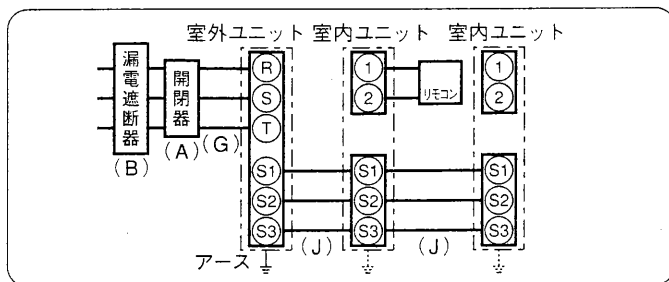 室外ユニット 室内ユニット 室内ユニット
漏電遮断器
(B)
開閉器
(A)
(G)
R
S
T
S1
S2
S3
アース
(J)
1
2
リモコン
S1
S2
S3
(J)
1
2
S1
S2
S3